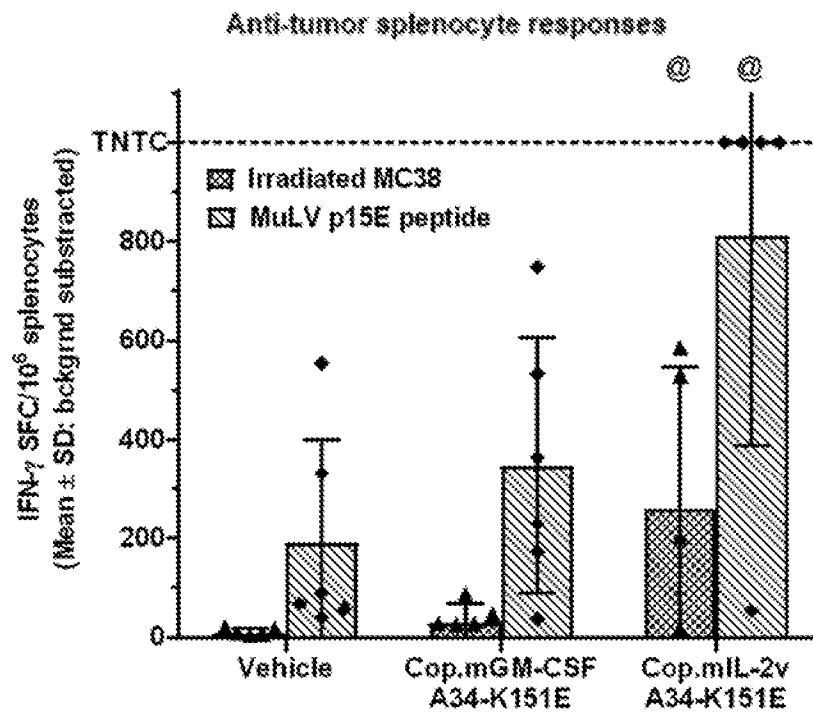 Anti-tumor splenocyte responses
@ @
TNTC
Irradiated MC38
MuLV p15E peptide
800
600
400
200
0
IFN-γ SFC/10⁶ splenocytes
(Mean ± SD: bckgrnd substracted)
Vehicle
Cop.mGM-CSF
A34-K151E
Cop.mIL-2v
A34-K151E